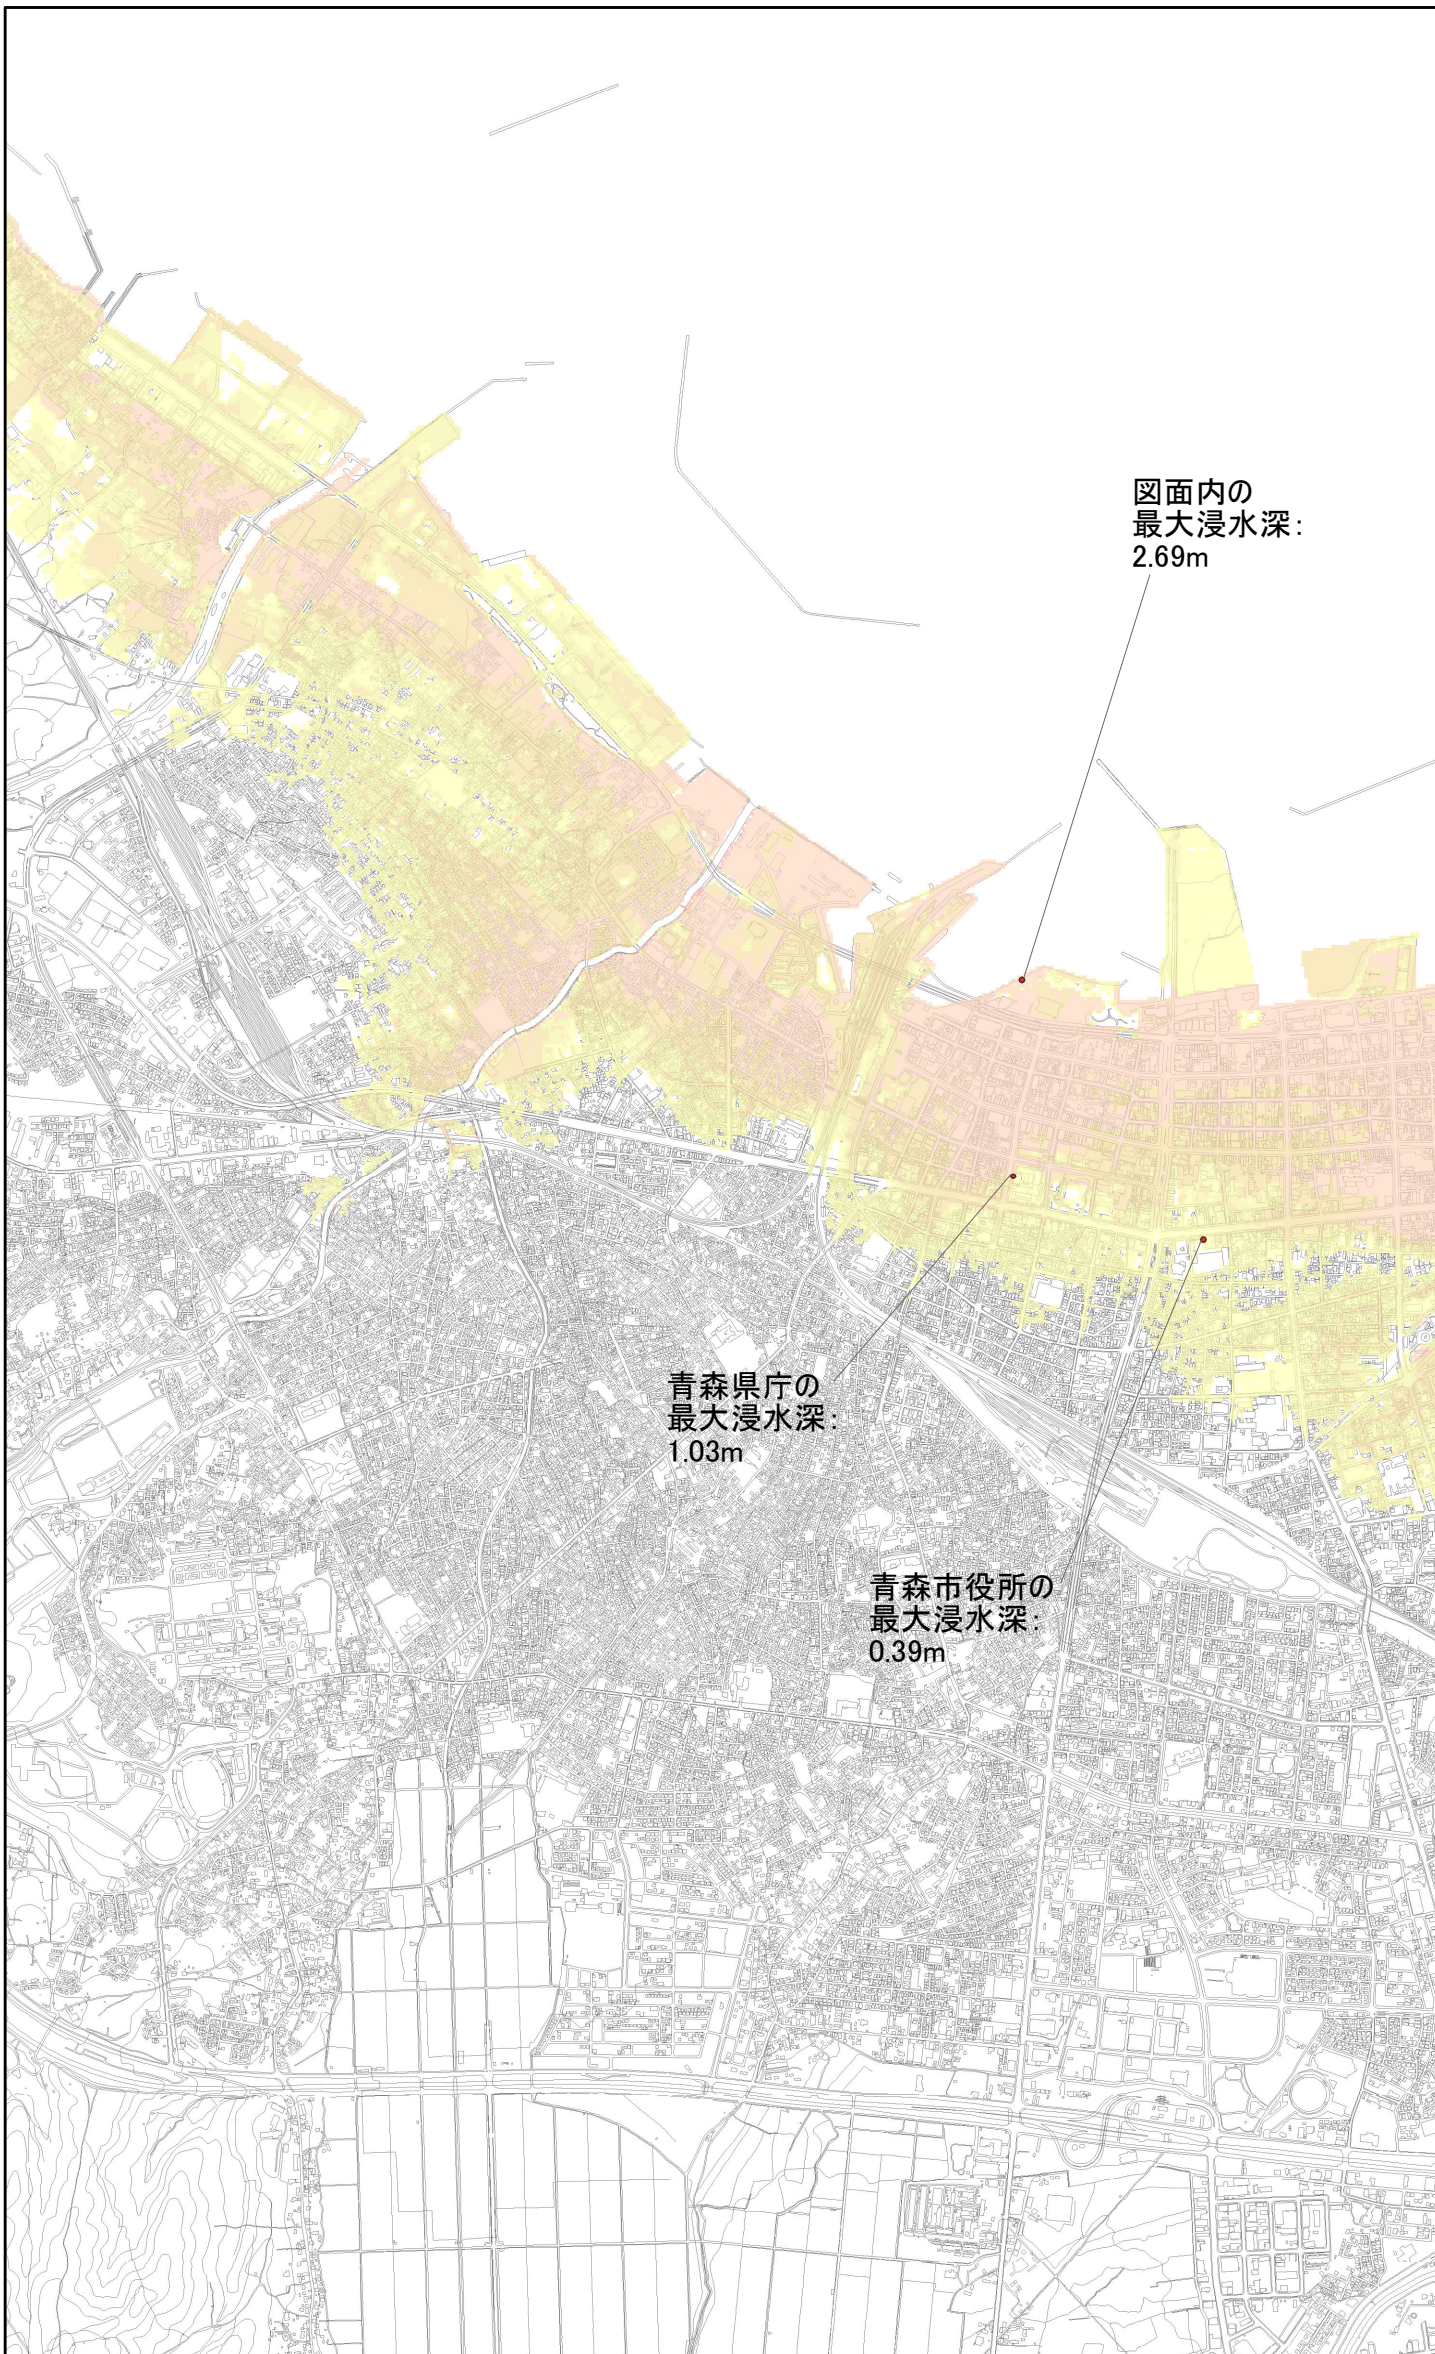 図面内の
最大浸水深：
2.69m
青森県庁の
最大浸水深：
1.03m
青森市役所の
最大浸水深：
0.39m